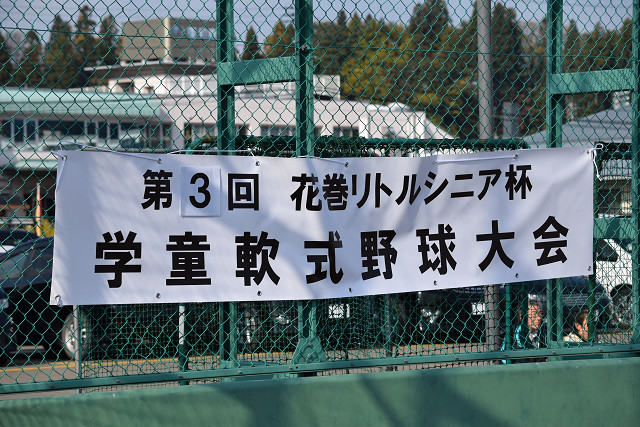 第3回 花巻リトルシニア杯
学童軟式野球大会